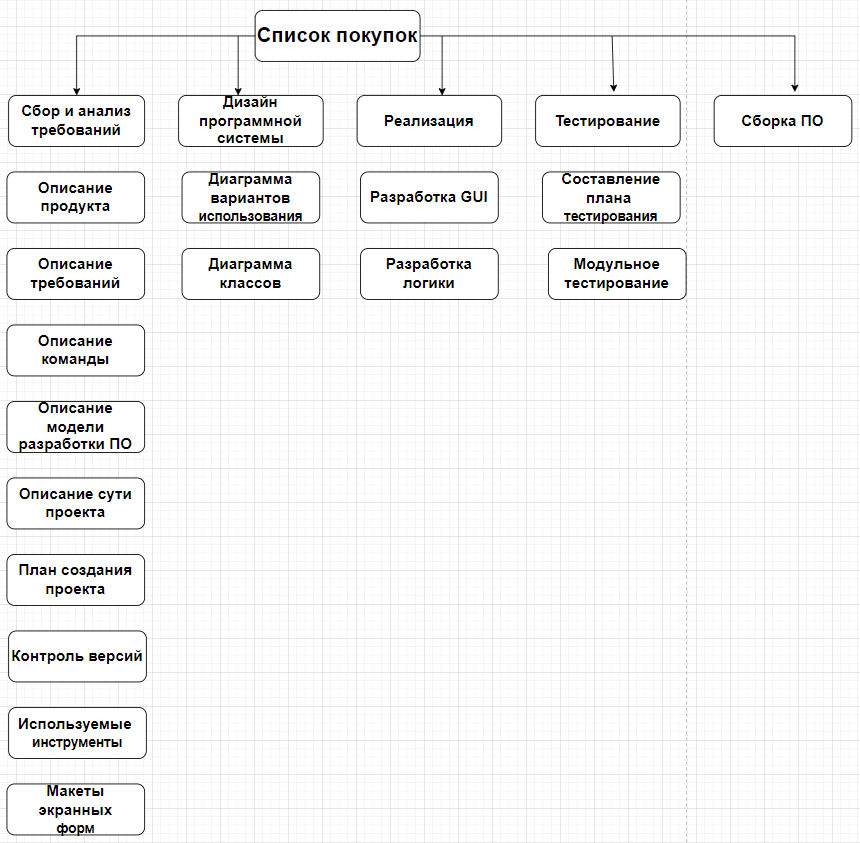 Список покупок
Сбор и анализ
требований
Дизайн
программной
системы
Реализация
Тестирование
Сборка ПО
Описание
продукта
Диаграмма
вариантов
использования
Разработка GUI
Составление
плана
тестирования
Описание
требований
Диаграмма
классов
Разработка
логики
Модульное
тестирование
Описание
команды
Описание
модели
разработки ПО
Описание сути
проекта
План создания
проекта
Контроль версий
Используемые
инструменты
Макеты
экранных
форм